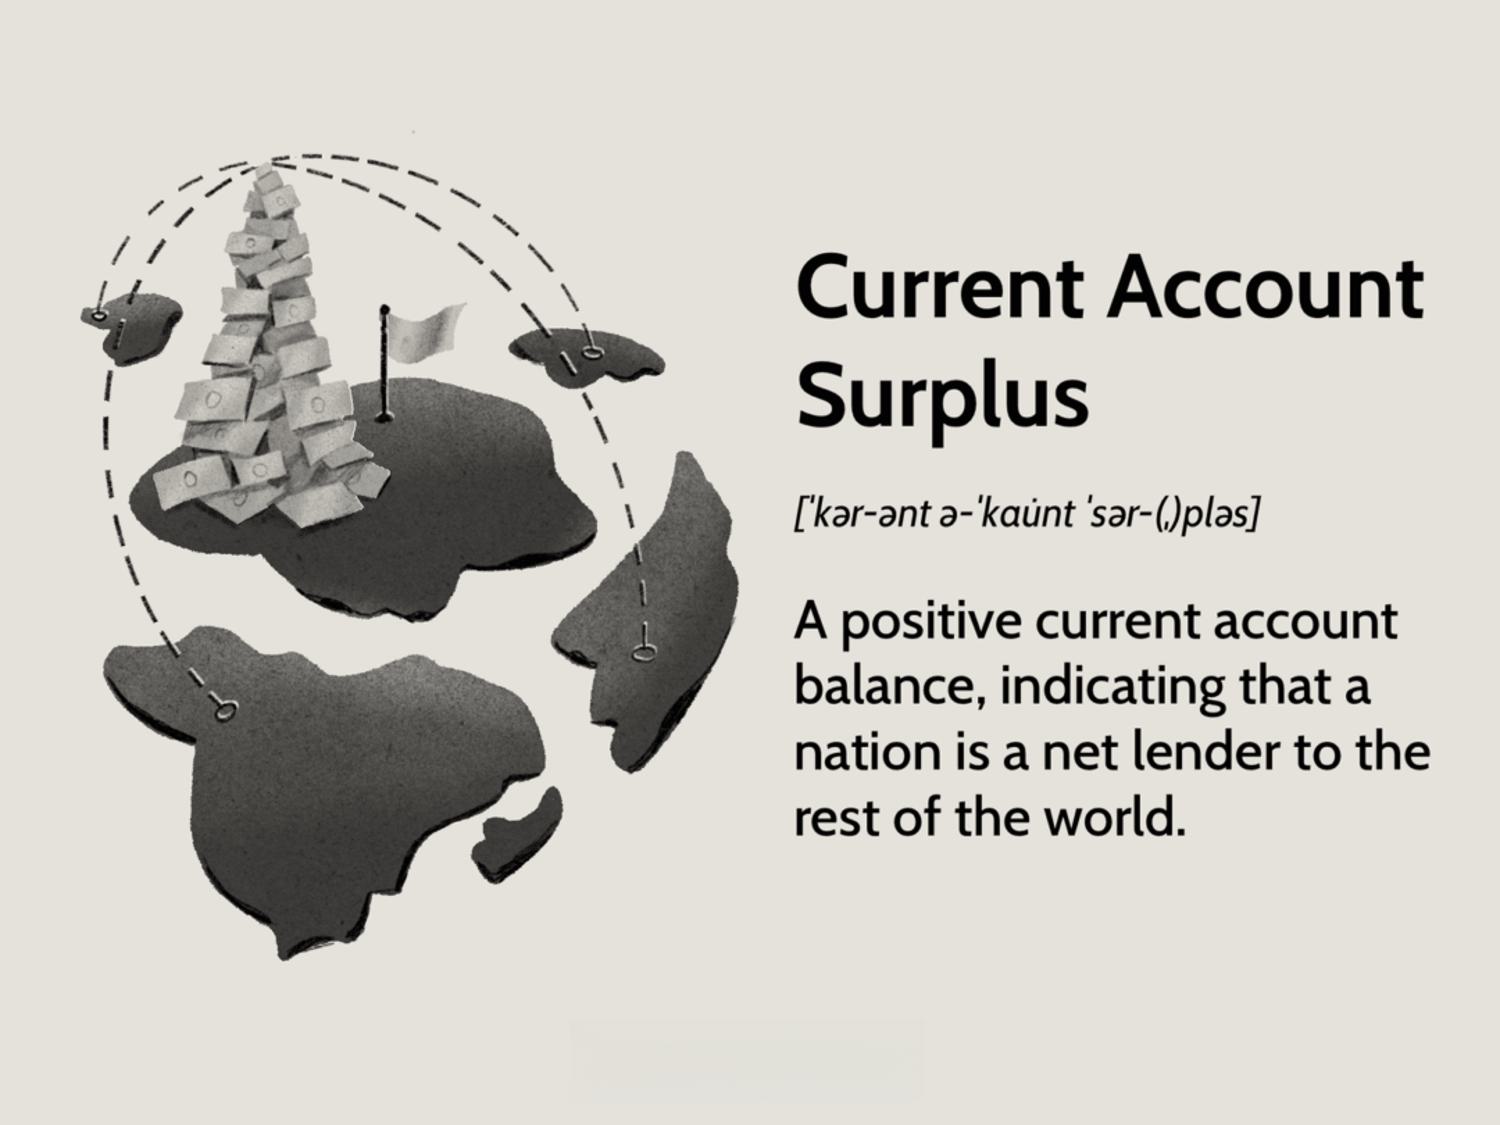 Current Account
Surplus
[ˈkər-ənt ə-ˈkau̇nt ˈsər-(ˌ)pləs]
A positive current account
balance, indicating that a
nation is a net lender to the
rest of the world.